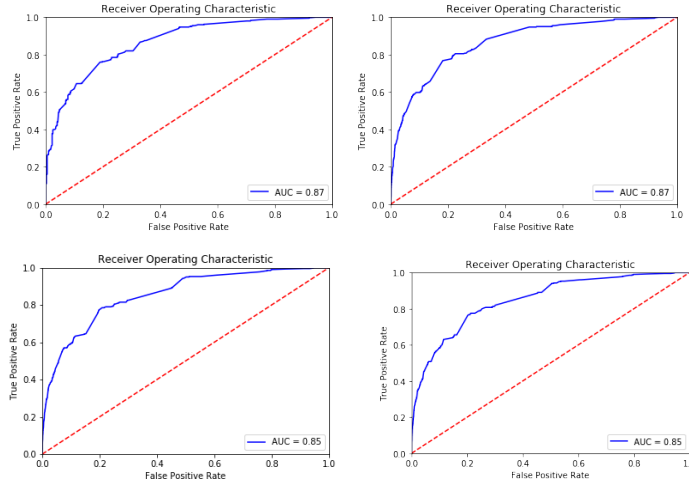 Receiver Operating Characteristic
True Positive Rate
1.0
0.8
0.6
0.4
0.2
0.0
AUC = 0.87
0.0 0.2 0.4 0.6 0.8 1.0
False Positive Rate
Receiver Operating Characteristic
True Positive Rate
1.0
0.8
0.6
0.4
0.2
0.0
AUC = 0.87
0.0 0.2 0.4 0.6 0.8 1.0
False Positive Rate
Receiver Operating Characteristic
True Positive Rate
1.0
0.8
0.6
0.4
0.2
0.0
AUC = 0.85
0.0 0.2 0.4 0.6 0.8 1.0
False Positive Rate
Receiver Operating Characteristic
True Positive Rate
1.0
0.8
0.6
0.4
0.2
0.0
AUC = 0.85
0.0 0.2 0.4 0.6 0.8 1.0
False Positive Rate